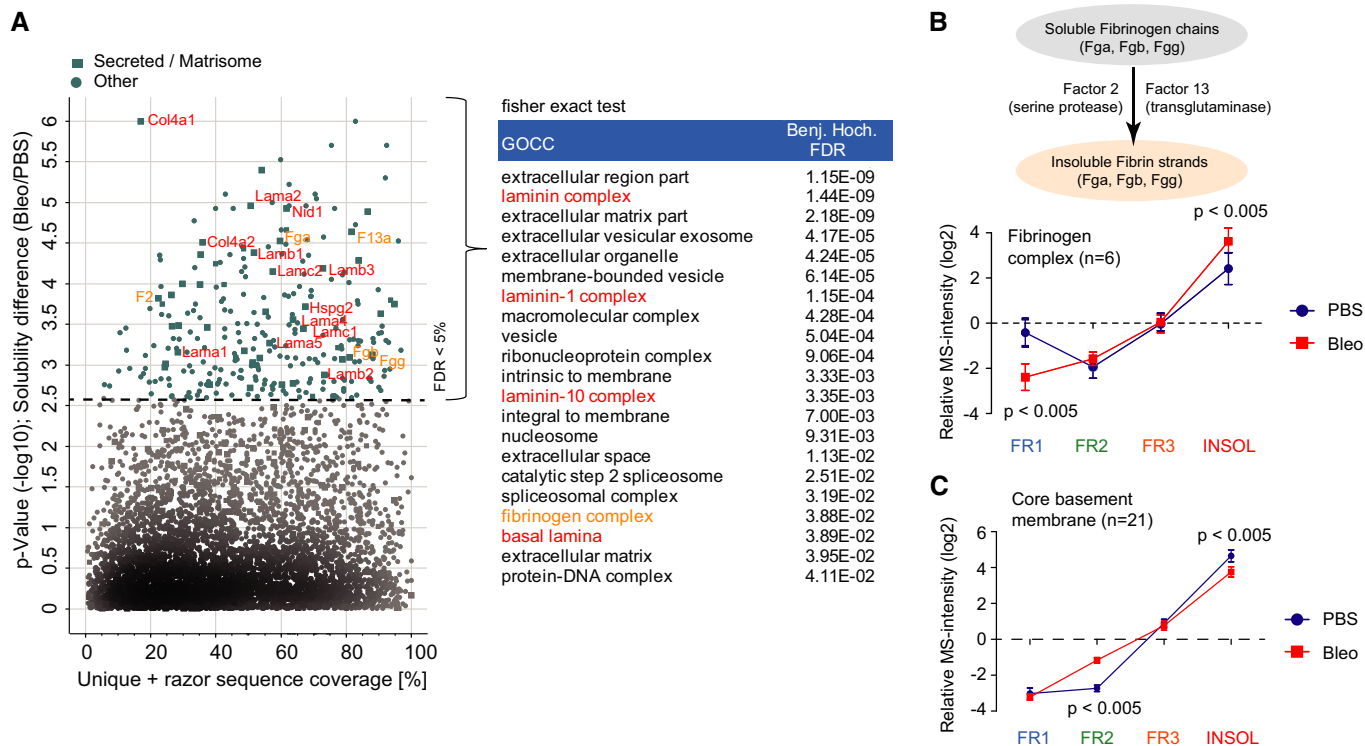 A
Secreted / Matrisome
Other
p-Value (-log10); Solubility difference (Bleo/PBS)
6
5.5
5
4.5
4
3.5
3
2.5
2
1.5
1
0.5
0
0 20 40 60 80 100
Unique + razor sequence coverage [%]
Col4a1
Lama2
Nid1
Fga
F13a
Col4a2
Lamb1
Lamc2
Lamb3
F2
Hspg2
Lama4
Lamc1
Lama5
Lama1
Fgb
Fgg
Lamb2
FDR < 5%
fisher exact test
GOCC Benj. Hoch. FDR
extracellular region part 1.15E-09
laminin complex 1.44E-09
extracellular matrix part 2.18E-09
extracellular vesicular exosome 4.17E-05
extracellular organelle 4.24E-05
membrane-bounded vesicle 6.14E-05
laminin-1 complex 1.15E-04
macromolecular complex 4.28E-04
vesicle 5.04E-04
ribonucleoprotein complex 9.06E-04
intrinsic to membrane 3.33E-03
laminin-10 complex 3.35E-03
integral to membrane 7.00E-03
nucleosome 9.31E-03
extracellular space 1.13E-02
catalytic step 2 spliceosome 2.51E-02
spliceosomal complex 3.19E-02
fibrinogen complex 3.88E-02
basal lamina 3.89E-02
extracellular matrix 3.95E-02
protein-DNA complex 4.11E-02
B
Soluble Fibrinogen chains
(Fga, Fgb, Fgg)
Factor 2
(serine protease)
Factor 13
(transglutaminase)
Insoluble Fibrin strands
(Fga, Fgb, Fgg)
p < 0.005
Fibrinogen
complex (n=6)
Relative MS-intensity (log2)
4
2
0
-2
-4
p < 0.005
FR1 FR2 FR3 INSOL
PBS
Bleo
C
Core basement
membrane (n=21)
p < 0.005
Relative MS-intensity (log2)
6
4
2
0
-2
-4
p < 0.005
FR1 FR2 FR3 INSOL
PBS
Bleo